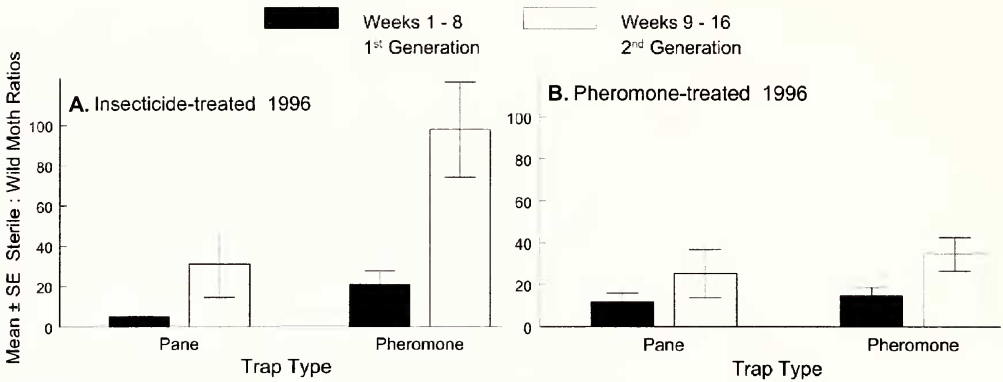 Weeks 1 - 8
1st Generation
Weeks 9 - 16
2nd Generation
Mean ± SE Sterile : Wild Moth Ratios
A. Insecticide-treated 1996
100
80
60
40
20
0
Pane
Pheromone
Trap Type
B. Pheromone-treated 1996
100
80
60
40
20
0
Pane
Pheromone
Trap Type